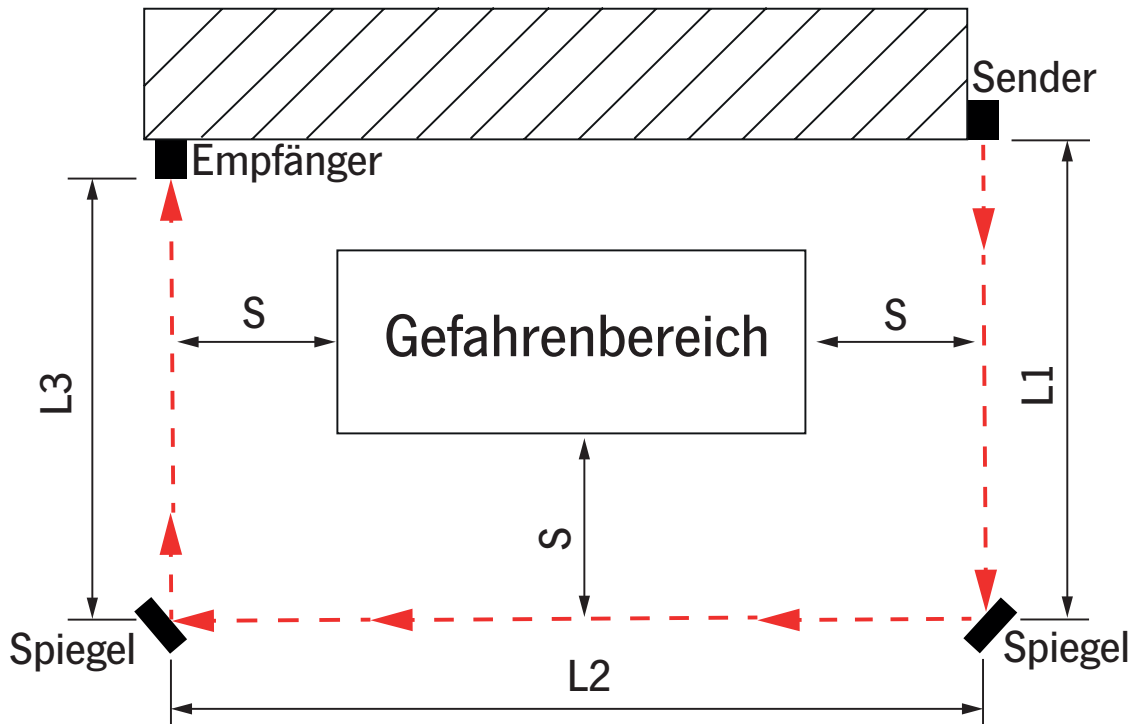 Sender
Empfänger
S
Gefahrenbereich
S
L3
L1
S
Spiegel
Spiegel
L2